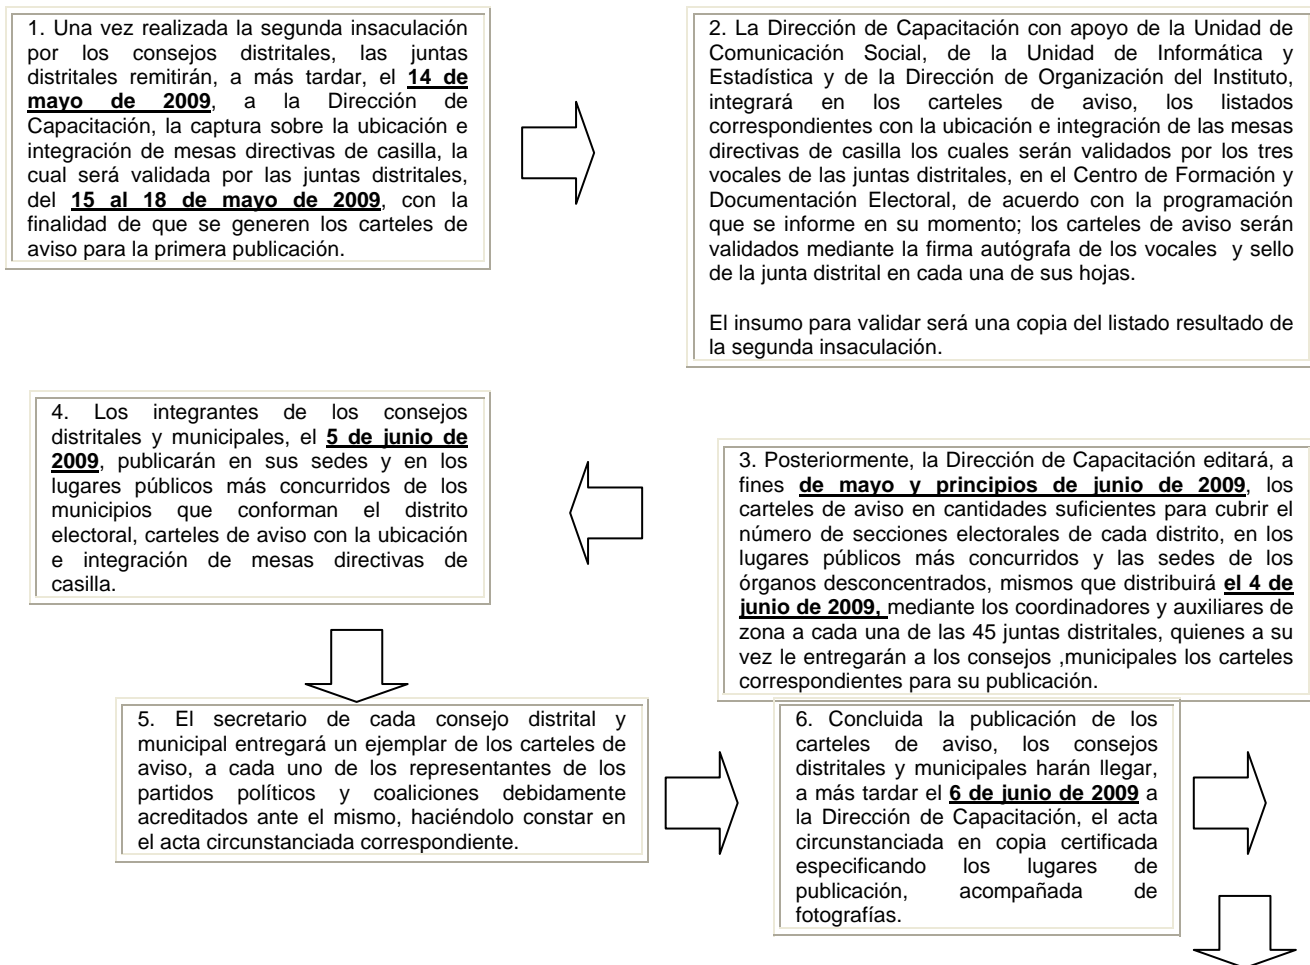 1. Una vez realizada la segunda insaculación
por los consejos distritales, las juntas
distritales remitirán, a más tardar, el 14 de
mayo de 2009, a la Dirección de
Capacitación, la captura sobre la ubicación e
integración de mesas directivas de casilla, la
cual será validada por las juntas distritales,
del 15 al 18 de mayo de 2009, con la
finalidad de que se generen los carteles de
aviso para la primera publicación.
2. La Dirección de Capacitación con apoyo de la Unidad de
Comunicación Social, de la Unidad de Informática y
Estadística y de la Dirección de Organización del Instituto,
integrará en los carteles de aviso, los listados
correspondientes con la ubicación e integración de las mesas
directivas de casilla los cuales serán validados por los tres
vocales de las juntas distritales, en el Centro de Formación y
Documentación Electoral, de acuerdo con la programación
que se informe en su momento; los carteles de aviso serán
validados mediante la firma autógrafa de los vocales y sello
de la junta distrital en cada una de sus hojas.
El insumo para validar será una copia del listado resultado de
la segunda insaculación.
3. Posteriormente, la Dirección de Capacitación editará, a
fines de mayo y principios de junio de 2009, los
carteles de aviso en cantidades suficientes para cubrir el
número de secciones electorales de cada distrito, en los
lugares públicos más concurridos y las sedes de los
órganos desconcentrados, mismos que distribuirá el 4 de
junio de 2009, mediante los coordinadores y auxiliares de
zona a cada una de las 45 juntas distritales, quienes a su
vez le entregarán a los consejos ,municipales los carteles
correspondientes para su publicación.
4. Los integrantes de los consejos
distritales y municipales, el 5 de junio de
2009, publicarán en sus sedes y en los
lugares públicos más concurridos de los
municipios que conforman el distrito
electoral, carteles de aviso con la ubicación
e integración de mesas directivas de
casilla.
5. El secretario de cada consejo distrital y
municipal entregará un ejemplar de los carteles de
aviso, a cada uno de los representantes de los
partidos políticos y coaliciones debidamente
acreditados ante el mismo, haciéndolo constar en
el acta circunstanciada correspondiente.
6. Concluida la publicación de los
carteles de aviso, los consejos
distritales y municipales harán llegar,
a más tardar el 6 de junio de 2009 a
la Dirección de Capacitación, el acta
circunstanciada en copia certificada
especificando los lugares de
publicación, acompañada de
fotografías.